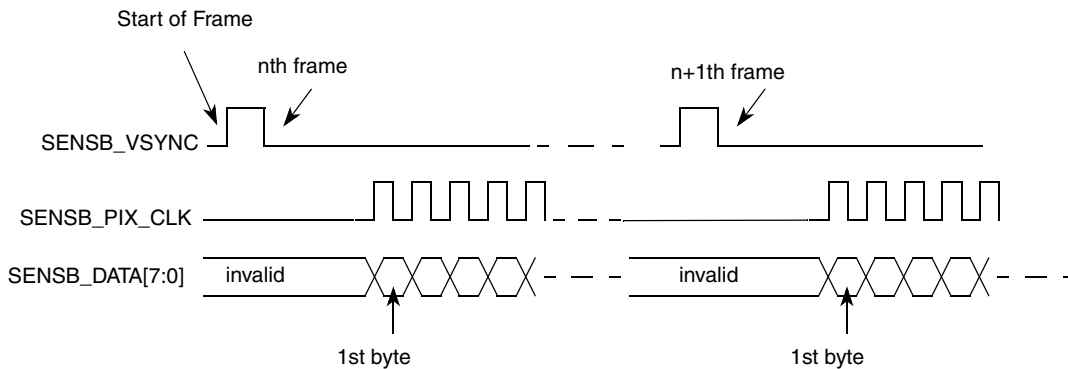 Start of Frame
nth frame
n+1th frame
SENSB_VSYNC
SENSB_PIX_CLK
SENSB_DATA[7:0]
invalid
invalid
1st byte
1st byte